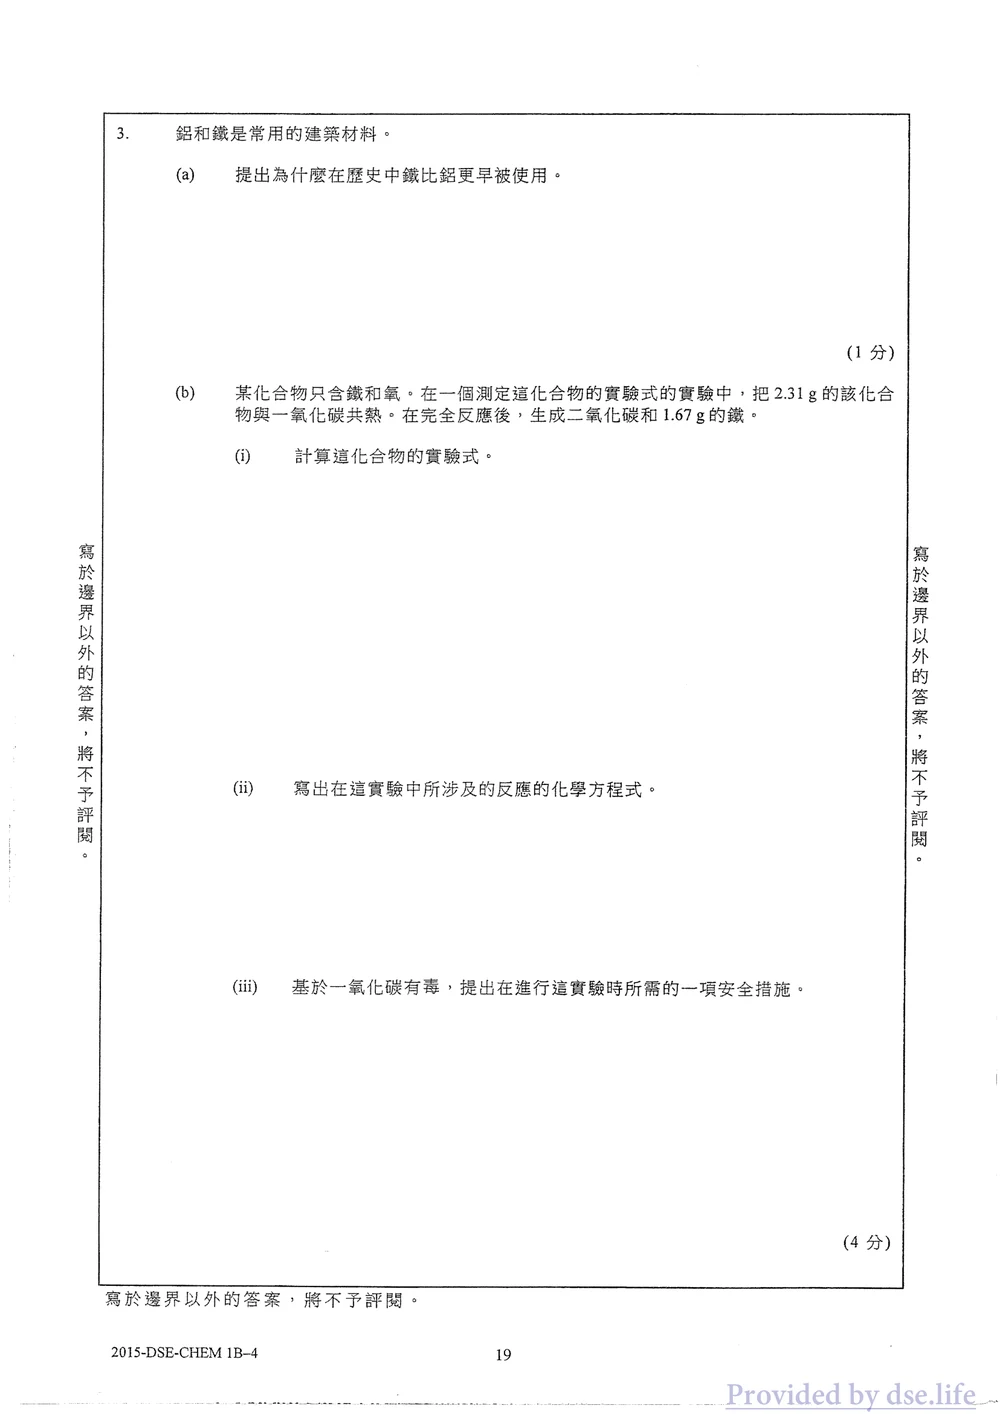 3. 鋁和鐵是常用的建築材料。
(a) 提出為什麼在歷史中鐵比鋁更早被使用。
(1 分)
(b) 某化合物只含鐵和氧。在一個測定這化合物的實驗式的實驗中，把 2.31 g 的該化合
物與一氧化碳共熱。在完全反應後，生成二氧化碳和 1.67 g 的鐵。
(i) 計算這化合物的實驗式。
(ii) 寫出在這實驗中所涉及的反應的化學方程式。
(iii) 基於一氧化碳有毒，提出在進行這實驗時所需的一項安全措施。
(4 分)
寫於邊界以外的答案，將不予評閱。
寫於邊界以外的答案，將不予評閱。
寫於邊界以外的答案，將不予評閱。
2015-DSE-CHEM 1B–4
19
Provided by dse.life